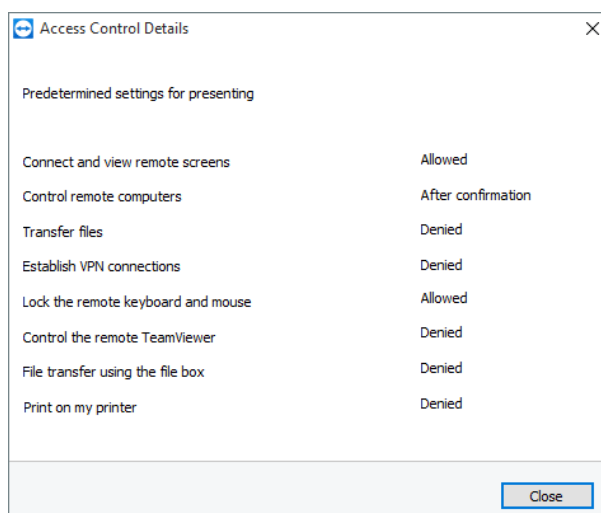 Access Control Details
Predetermined settings for presenting
Connect and view remote screens Allowed
Control remote computers After confirmation
Transfer files Denied
Establish VPN connections Denied
Lock the remote keyboard and mouse Allowed
Control the remote TeamViewer Denied
File transfer using the file box Denied
Print on my printer Denied
Close